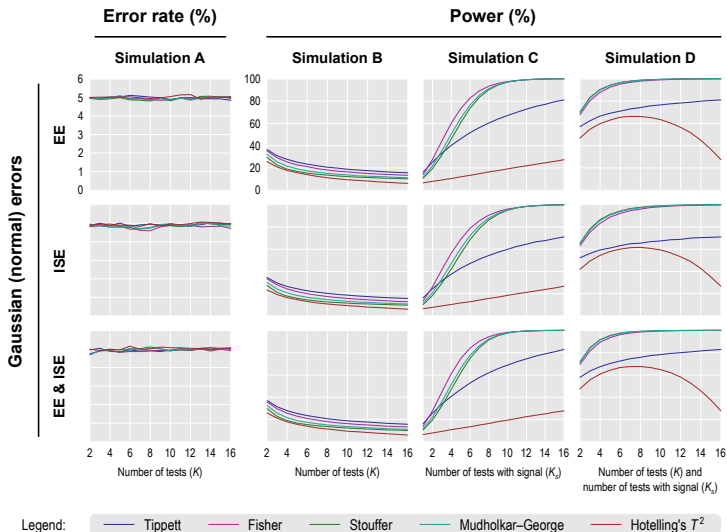 Error rate (%)
Power (%)
Simulation A
Simulation B
Simulation C
Simulation D
Gaussian (normal) errors
EE
6
5
4
3
2
1
0
100
80
60
40
20
0
ISE
EE & ISE
2 4 6 8 10 12 14 16
2 4 6 8 10 12 14 16
2 4 6 8 10 12 14 16
2 4 6 8 10 12 14 16
Number of tests (K)
Number of tests (K)
Number of tests with signal (Ks)
Number of tests (K) and
number of tests with signal (Ks)
Legend:
Tippett
Fisher
Stouffer
Mudholkar–George
Hotelling's T²